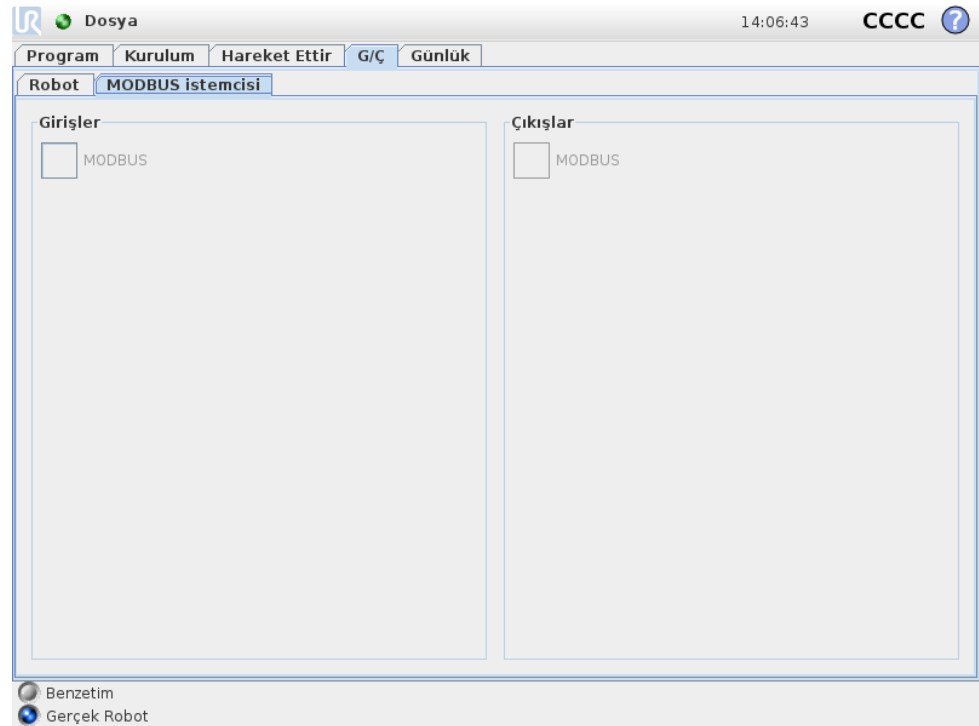 UR Dosya 14:06:43 CCCC ?
Program Kurulum Hareket Ettir G/Ç Günlük
Robot MODBUS istemcisi
Girişler Çıkışlar
MODBUS MODBUS
Benzetim
Gerçek Robot